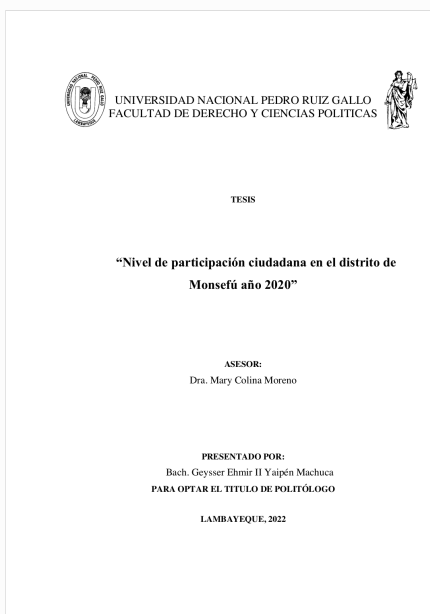 UNIVERSIDAD NACIONAL PEDRO RUIZ GALLO
FACULTAD DE DERECHO Y CIENCIAS POLITICAS
TESIS
“Nivel de participación ciudadana en el distrito de
Monsefú año 2020”
ASESOR:
Dra. Mary Colina Moreno
PRESENTADO POR:
Bach. Geysser Ehmir II Yaipén Machuca
PARA OPTAR EL TITULO DE POLITÓLOGO
LAMBAYEQUE, 2022